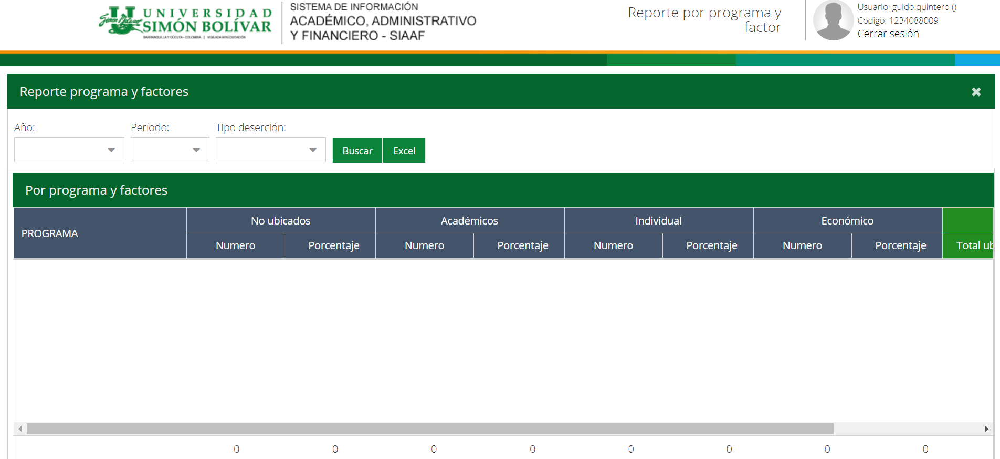 UNIVERSIDAD
SIMÓN BOLÍVAR
BARRANQUILLA Y CÚCUTA - COLOMBIA | VIGILADA MINEDUCACIÓN
SISTEMA DE INFORMACIÓN
ACADÉMICO, ADMINISTRATIVO
Y FINANCIERO - SIAAF
Reporte por programa y
factor
Usuario: guido.quintero ()
Código: 1234088009
Cerrar sesión
Reporte programa y factores
Año: Período: Tipo deserción:
Buscar Excel
Por programa y factores
PROGRAMA No ubicados Académicos Individual Económico
Numero Porcentaje Numero Porcentaje Numero Porcentaje Numero Porcentaje Total ub
0 0 0 0 0 0 0 0